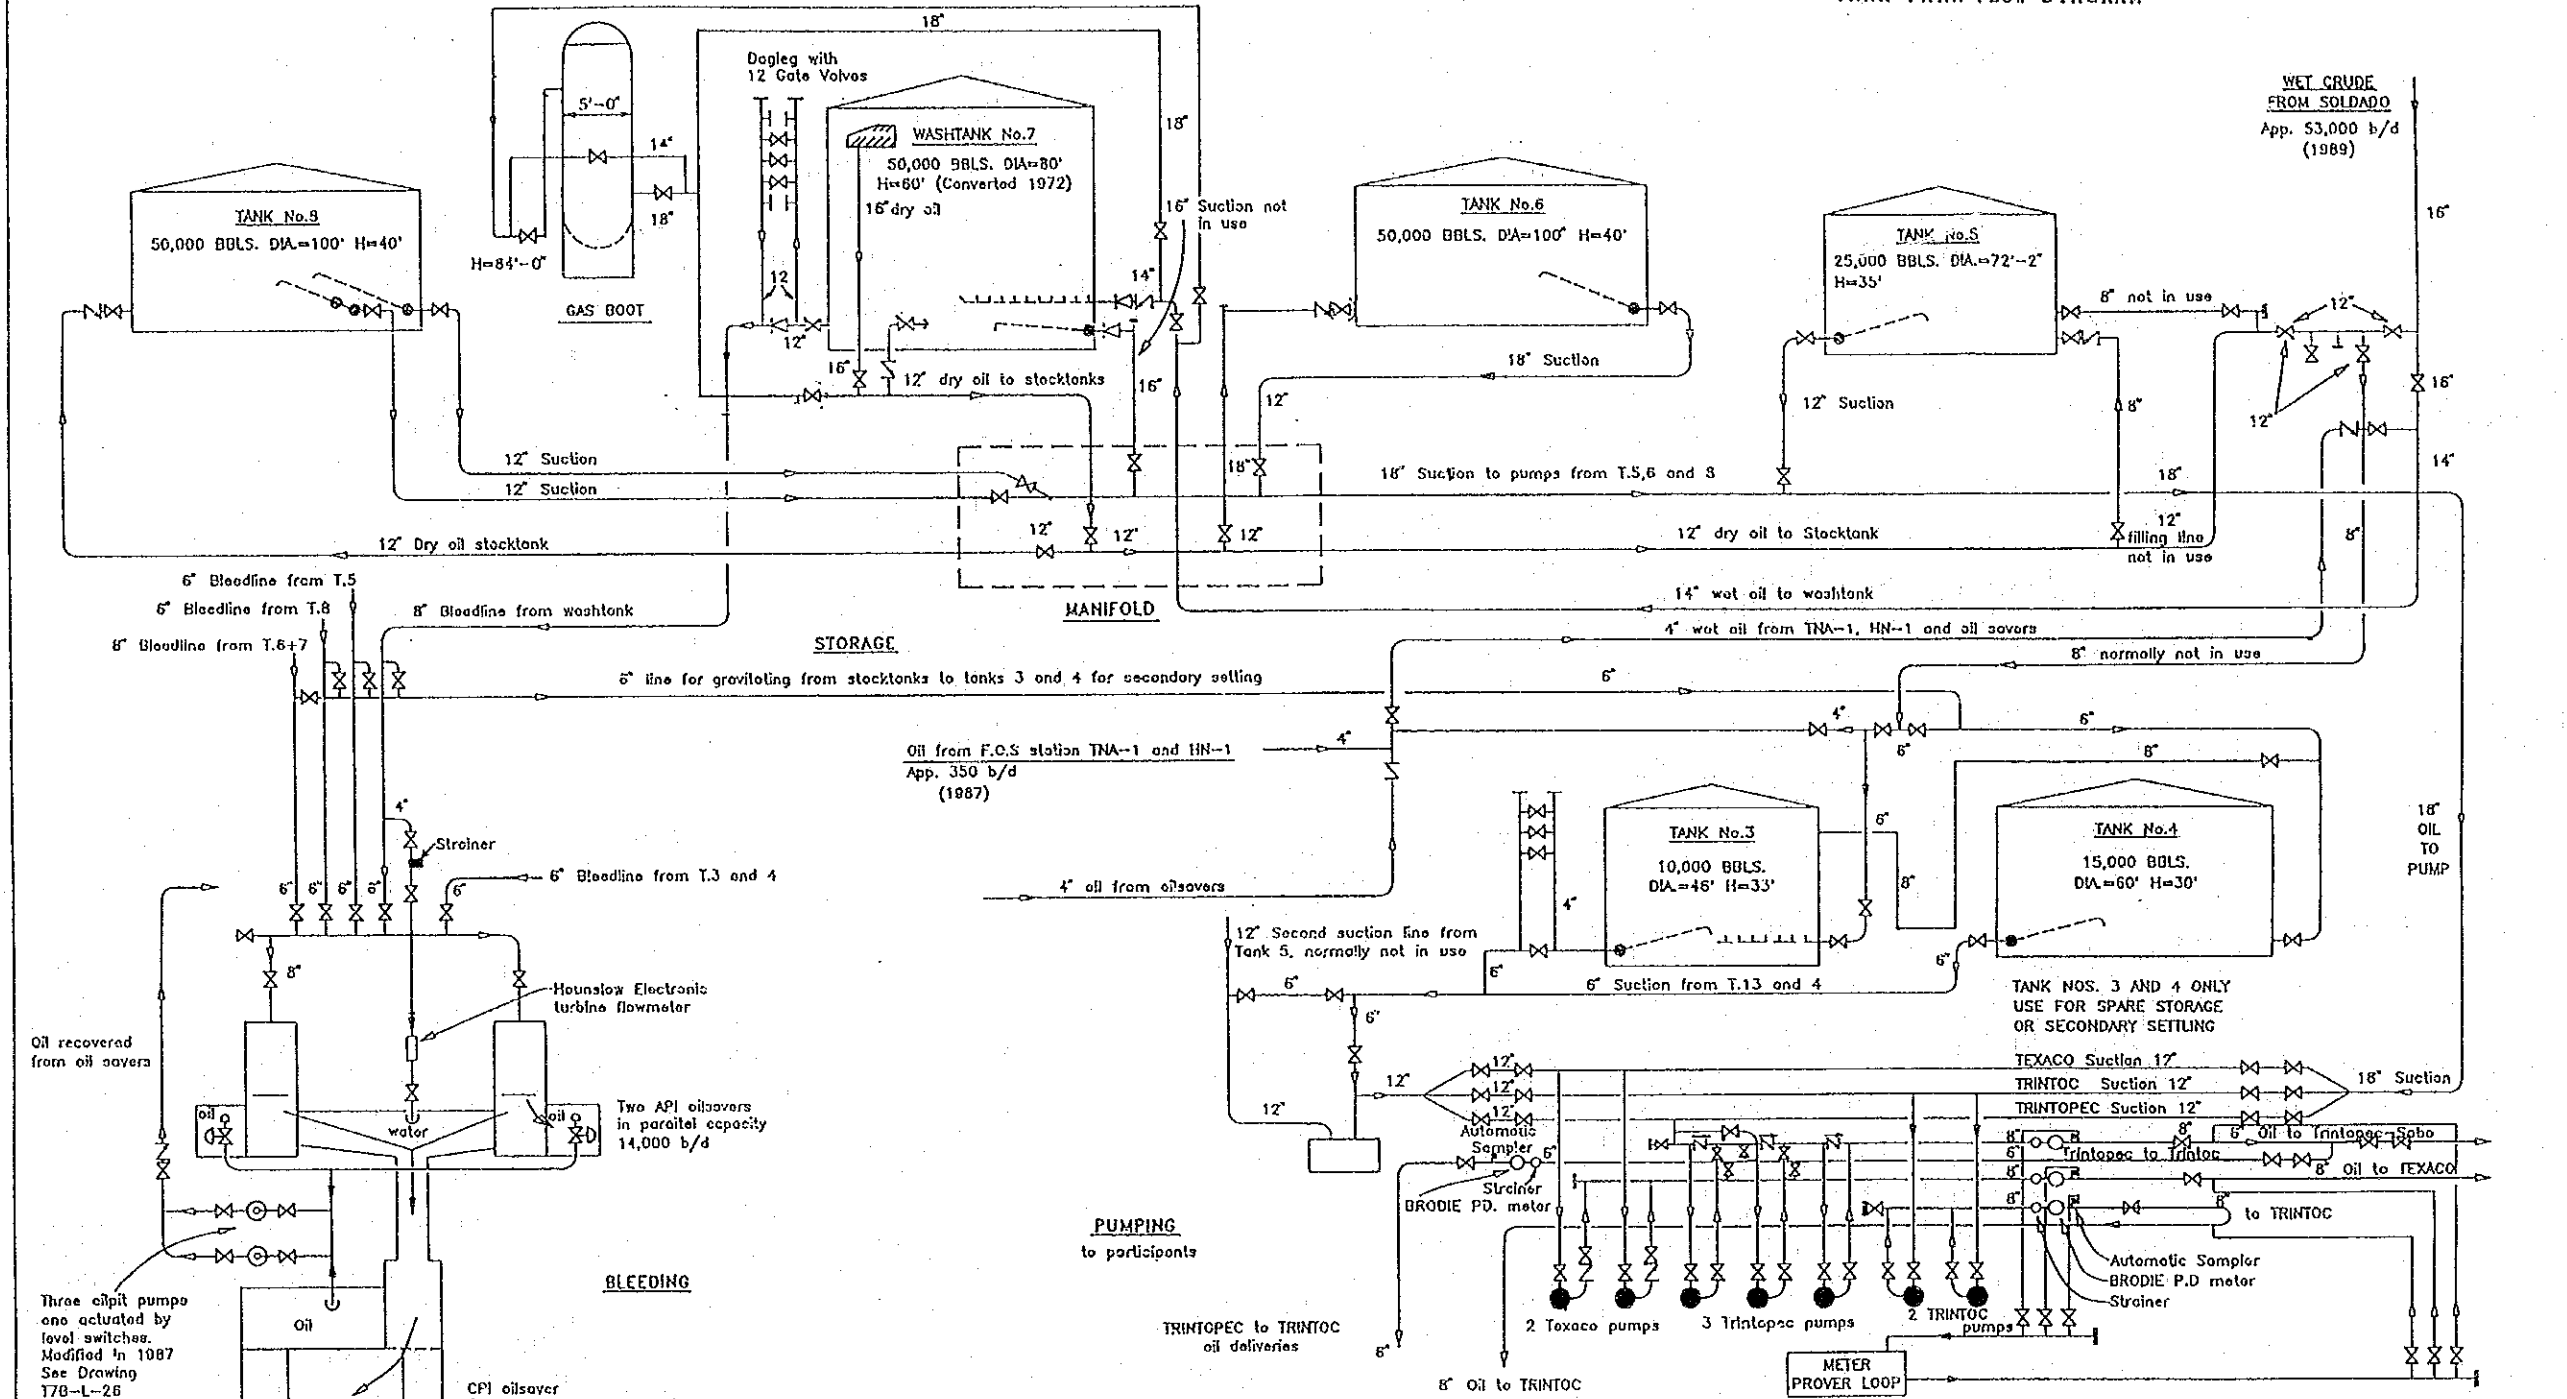 TANK FARM FLOW DIAGRAM
18"
Dogleg with
12 Gate Valves
5'-0"
14"
18"
H=84'-0"
GAS BOOT
WASHTANK No.7
50,000 BBLS. DIA=80'
H=60' (Converted 1972)
16" dry oil
18"
16" Suction not
in use
14"
12
12"
16"
12" dry oil to stocktanks
16"
TANK No.8
50,000 BBLS. DIA.=100' H=40'
TANK No.6
50,000 BBLS. DIA=100" H=40'
18" Suction
12"
TANK No.5
25,000 BBLS. DIA.=72'-2"
H=35'
WET CRUDE
FROM SOLDADO
App. 53,000 b/d
(1989)
16"
8" not in use
12"
16"
12"
12" Suction
8"
14"
12" Suction
12" Suction
18"
18" Suction to pumps from T.5,6 and 8
18"
12"
12"
12"
12" Dry oil stocktank
12" dry oil to Stocktank
12"
filling line
not in use
8"
6" Bleedline from T.5
6" Bleedline from T.8
8" Bleedline from washtank
8" Bleedline from T.6+7
MANIFOLD
14" wet oil to washtank
4" wet oil from TNA-1, HN-1 and oil savers
STORAGE
8" normally not in use
6" line for gravitating from stocktanks to tanks 3 and 4 for secondary setling
6"
4"
6"
6"
8"
Oil from F.O.S station TNA-1 and HN-1
App. 350 b/d
(1987)
4"
4"
Strainer
6"
6"
6"
8"
6"
6" Bleedline from T.3 and 4
4" oil from oilsavers
4"
TANK No.3
10,000 BBLS.
DIA.=46' H=33'
6"
8"
TANK No.4
15,000 BBLS.
DIA=60' H=30'
18"
OIL
TO
PUMP
12" Second suction line from
Tank 5, normally not in use
6"
6"
6"
6" Suction from T.13 and 4
6"
TANK NOS. 3 AND 4 ONLY
USE FOR SPARE STORAGE
OR SECONDARY SETTLING
8"
Hounslow Electronic
turbine flowmeter
Oil recovered
from oil savers
oil
water
oil
Two API oilsavers
in parallel capacity
14,000 b/d
12"
12"
12"
12"
12"
TEXACO Suction 12"
TRINTOC Suction 12"
TRINTOPEC Suction 12"
18" Suction
Automatic
Sampler
6"
Strainer
BRODIE PD. meter
8"
8"
6" Oil to Trintopec-Sobo
6"
Trintopec to Trintoc
8"
8" Oil to TEXACO
8"
8"
to TRINTOC
Automatic Sampler
BRODIE P.D meter
Strainer
PUMPING
to participants
BLEEDING
Three oilpit pumps
one actuated by
level switches.
Modified in 1987
See Drawing
178-L-26
Oil
CPI oilsaver
TRINTOPEC to TRINTOC
oil deliveries
6"
2 Texaco pumps
3 Trintopec pumps
2 TRINTOC
pumps
8" Oil to TRINTOC
METER
PROVER LOOP